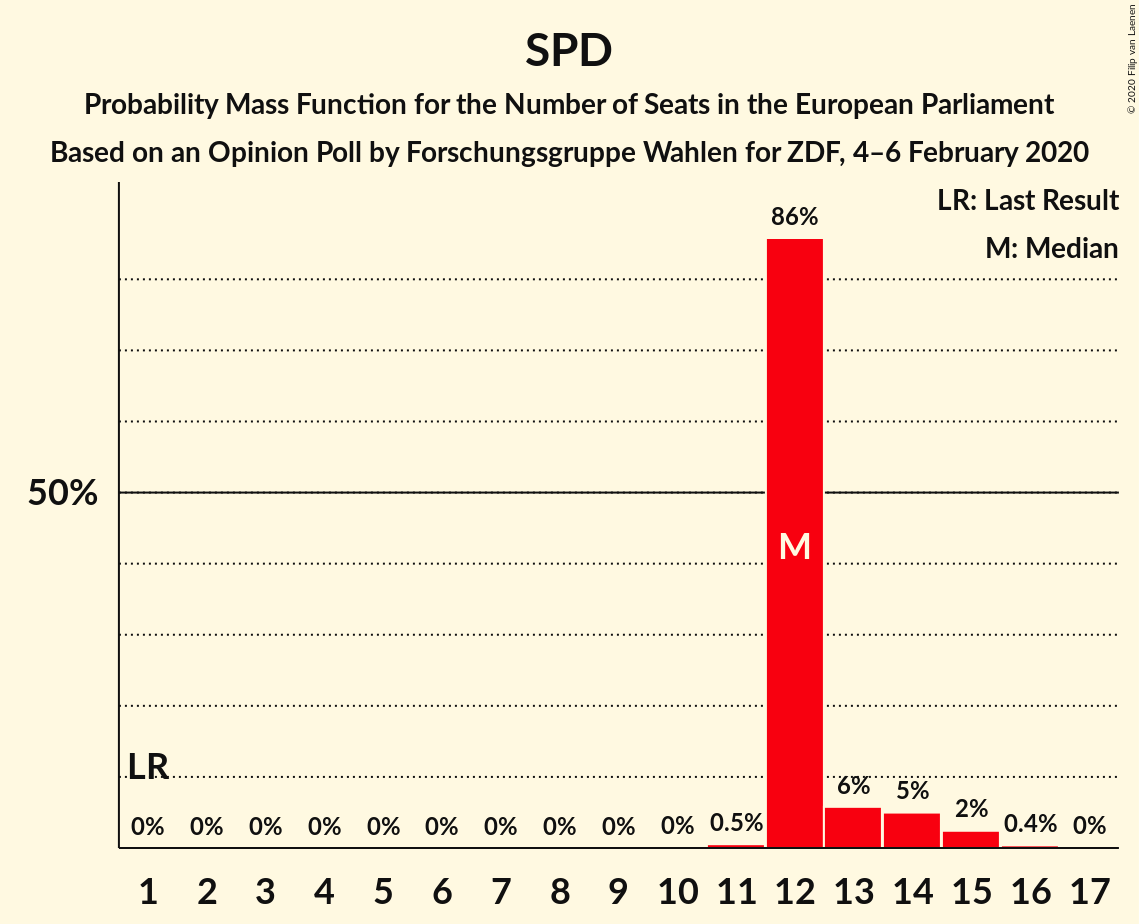 SPD
Probability Mass Function for the Number of Seats in the European Parliament
Based on an Opinion Poll by Forschungsgruppe Wahlen for ZDF, 4–6 February 2020
© 2020 Filip van Laenen
LR: Last Result
M: Median
86%
50%
M
LR
0% 0% 0% 0% 0% 0% 0% 0% 0% 0% 0.5% 6% 5% 2% 0.4% 0%
1 2 3 4 5 6 7 8 9 10 11 12 13 14 15 16 17